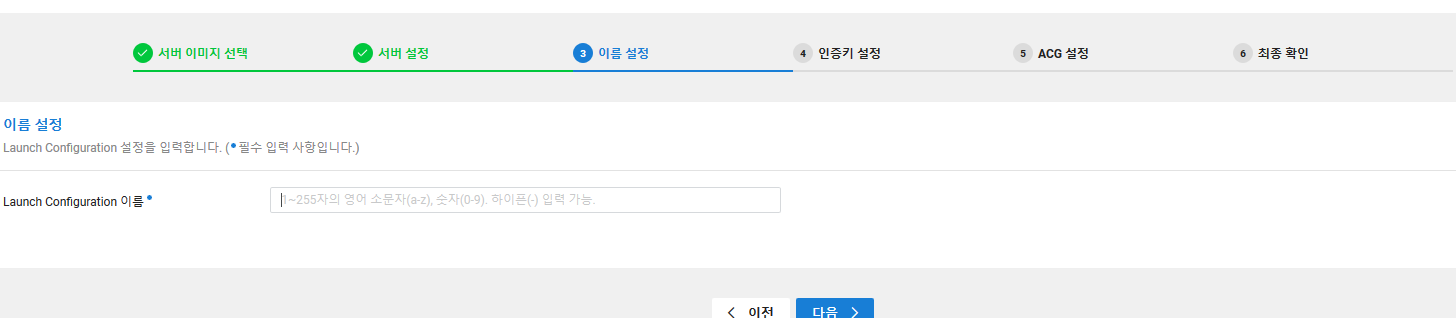 서버 이미지 선택 서버 설정 3 이름 설정 4 인증키 설정 5 ACG 설정 6 최종 확인
이름 설정
Launch Configuration 설정을 입력합니다. (•필수 입력 사항입니다.)
Launch Configuration 이름 • 1~255자의 영어 소문자(a-z), 숫자(0-9). 하이픈(-) 입력 가능.
< 이전 다음 >